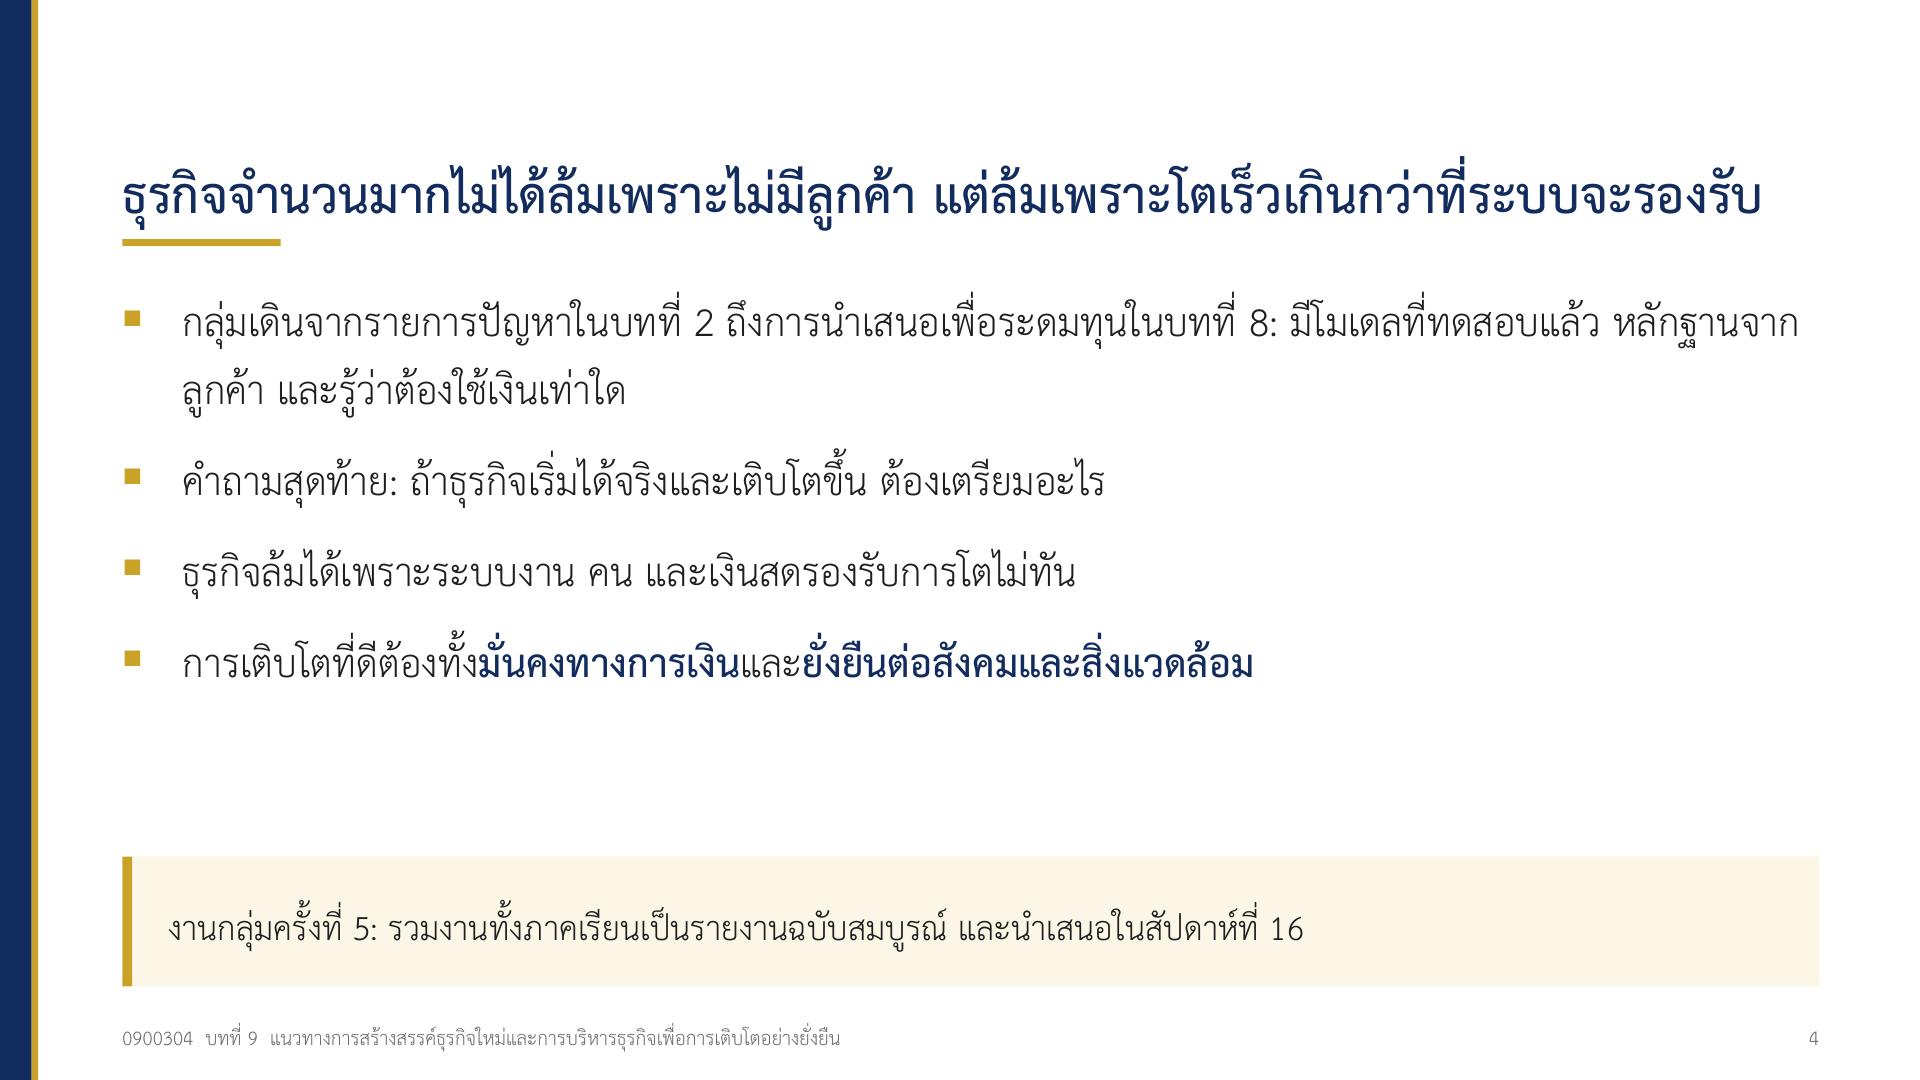 ธุรกิจจำนวนมากไม่ได้ล้มเพราะไม่มีลูกค้า แต่ล้มเพราะโตเร็วเกินกว่าที่ระบบจะรองรับ
กลุ่มเดินจากรายการปัญหาในบทที่ 2 ถึงการนำเสนอเพื่อระดมทุนในบทที่ 8: มีโมเดลที่ทดสอบแล้ว หลักฐานจาก
ลูกค้า และรู้ว่าต้องใช้เงินเท่าใด
คำถามสุดท้าย: ถ้าธุรกิจเริ่มได้จริงและเติบโตขึ้น ต้องเตรียมอะไร
ธุรกิจล้มได้เพราะระบบงาน คน และเงินสดรองรับการโตไม่ทัน
การเติบโตที่ดีต้องทั้งมั่นคงทางการเงินและยั่งยืนต่อสังคมและสิ่งแวดล้อม
งานกลุ่มครั้งที่ 5: รวมงานทั้งภาคเรียนเป็นรายงานฉบับสมบูรณ์ และนำเสนอในสัปดาห์ที่ 16
0900304 บทที่ 9 แนวทางการสร้างสรรค์ธุรกิจใหม่และการบริหารธุรกิจเพื่อการเติบโตอย่างยั่งยืน
4